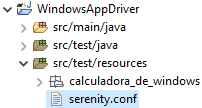 WindowsAppDriver
src/main/java
src/test/java
src/test/resources
calculadora_de_windows
serenity.conf